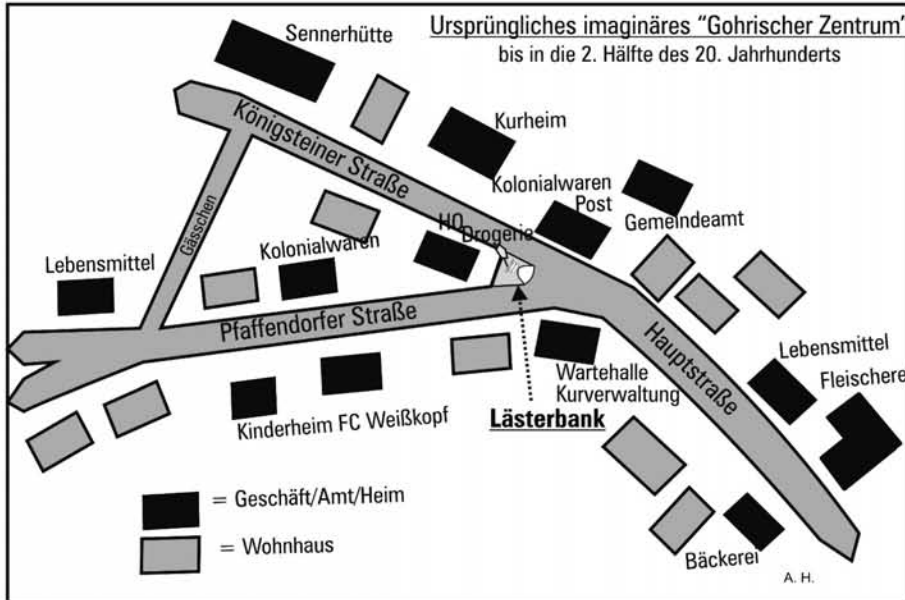 Ursprüngliches imaginäres "Gohrischer Zentrum"
bis in die 2. Hälfte des 20. Jahrhunderts
Sennerhütte
Kurheim
Königsteiner Straße
Kolonialwaren
Post
Gemeindeamt
HO
Drogerie
Gässchen
Kolonialwaren
Lebensmittel
Pfaffendorfer Straße
Hauptstraße
Lebensmittel
Fleischerei
Wartehalle
Kurverwaltung
Lästerbank
Kinderheim FC Weißkopf
= Geschäft/Amt/Heim
= Wohnhaus
Bäckerei
A. H.